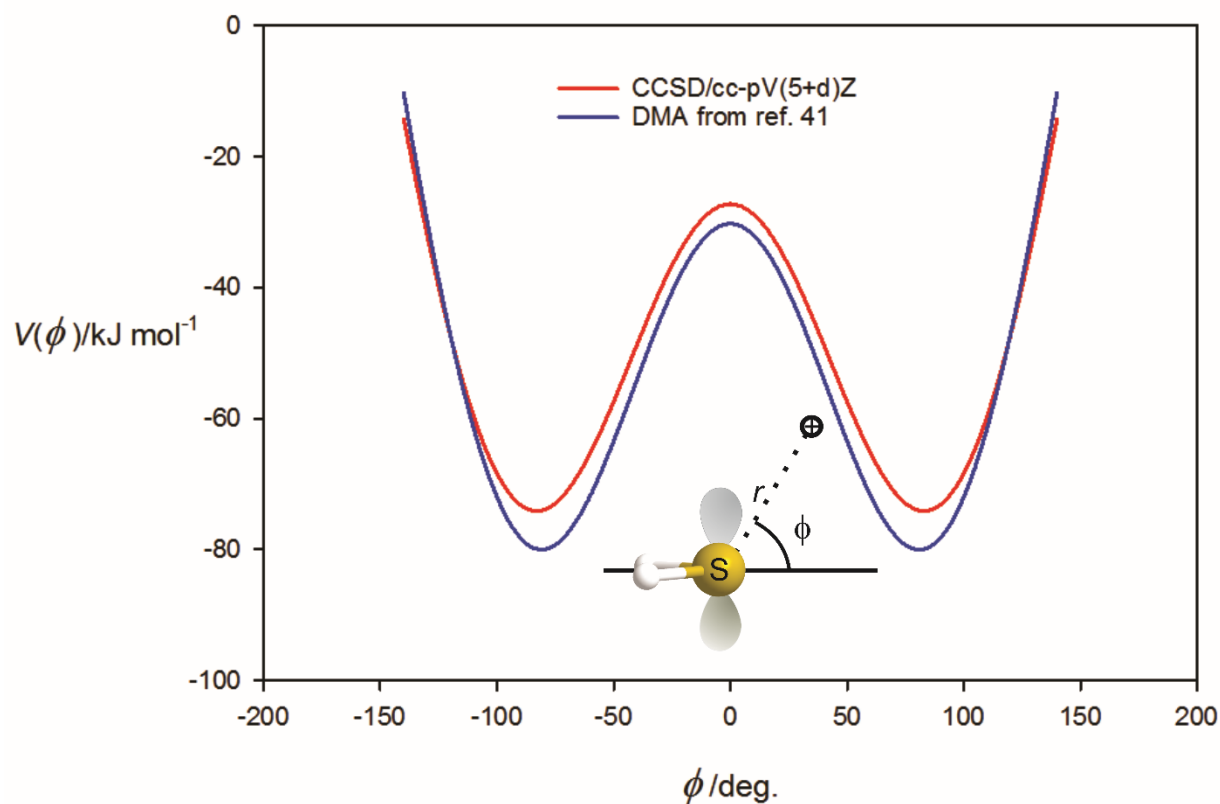 0
CCSD/cc-pV(5+d)Z
DMA from ref. 41
-20
-40
V(ϕ)/kJ mol⁻¹
-60
r
ϕ
-80
S
-100
-200 -150 -100 -50 0 50 100 150 200
ϕ/deg.